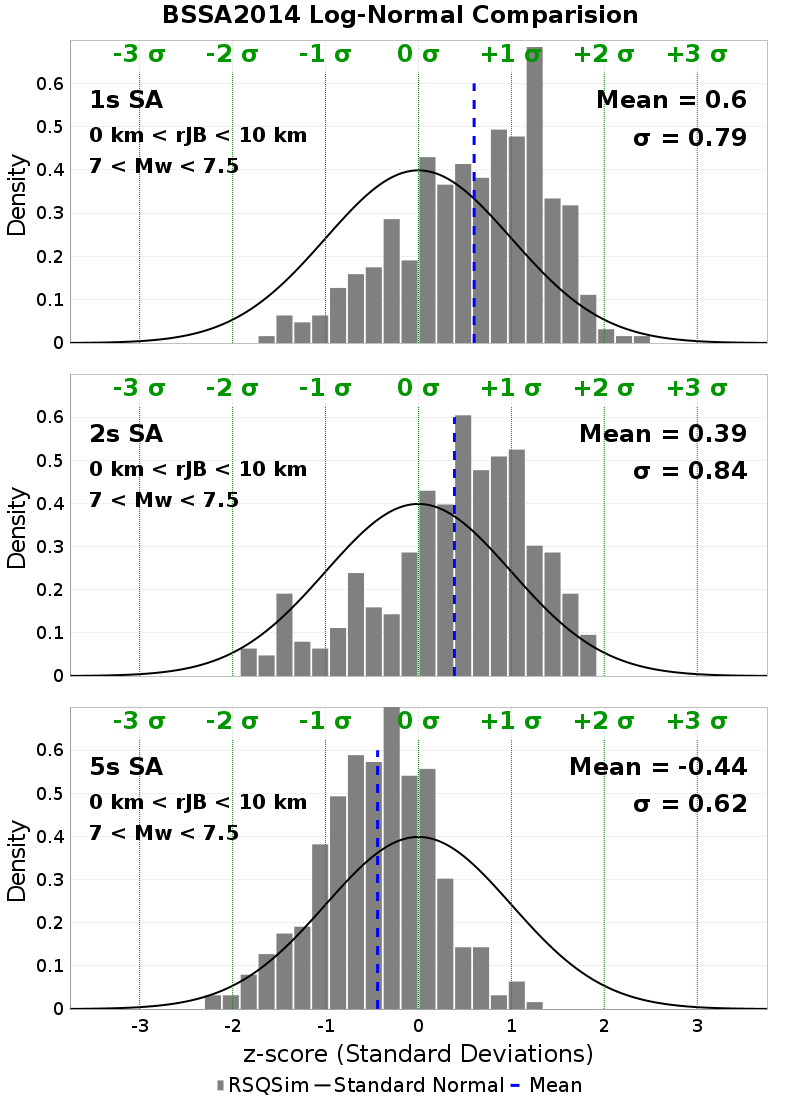 BSSA2014 Log-Normal Comparision
-3 σ -2 σ -1 σ 0 σ +1 σ +2 σ +3 σ
1s SA
Mean = 0.6
0 km < rJB < 10 km
σ = 0.79
7 < Mw < 7.5
Density
0.6
0.5
0.4
0.3
0.2
0.1
0
-3 σ -2 σ -1 σ 0 σ +1 σ +2 σ +3 σ
2s SA
Mean = 0.39
0 km < rJB < 10 km
σ = 0.84
7 < Mw < 7.5
Density
0.6
0.5
0.4
0.3
0.2
0.1
0
-3 σ -2 σ -1 σ 0 σ +1 σ +2 σ +3 σ
5s SA
Mean = -0.44
0 km < rJB < 10 km
σ = 0.62
7 < Mw < 7.5
Density
0.6
0.5
0.4
0.3
0.2
0.1
0
-3 -2 -1 0 1 2 3
z-score (Standard Deviations)
RSQSim Standard Normal Mean